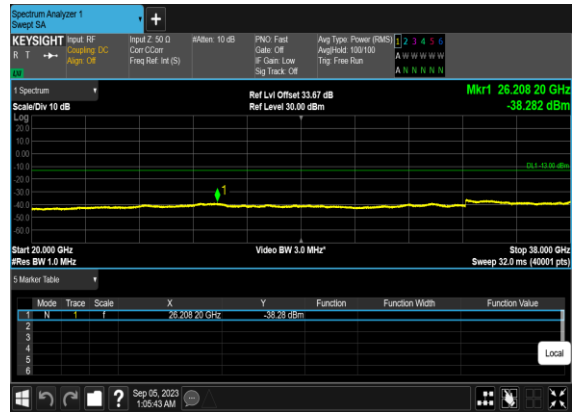 Spectrum Analyzer 1
Swept SA
KEYSIGHT Input: RF Input Z: 50 Ω #Atten: 10 dB PNO: Fast Avg Type: Power (RMS) 1 2 3 4 5 6
R T Coupling: DC Corr CCorr Gate: Off Avg|Hold: 100/100 A W W W W W
Align: Off Freq Ref: Int (S) IF Gain: Low Trig: Free Run
Sig Track: Off A N N N N N
1 Spectrum Ref Lvl Offset 33.67 dB Mkr1 26.208 20 GHz
Scale/Div 10 dB Ref Level 30.00 dBm -38.282 dBm
Log
20.0
10.0
0.00
-10.0
DL1 -13.00 dBm
-20.0
-30.0
1
-40.0
-50.0
-60.0
Start 20.000 GHz Video BW 3.0 MHz* Stop 38.000 GHz
#Res BW 1.0 MHz Sweep 32.0 ms (40001 pts)
5 Marker Table
Mode Trace Scale X Y Function Function Width Function Value
1 N 1 f 26.208 20 GHz -38.28 dBm
2
3
4
5
6
Local
Sep 05, 2023
1:05:43 AM